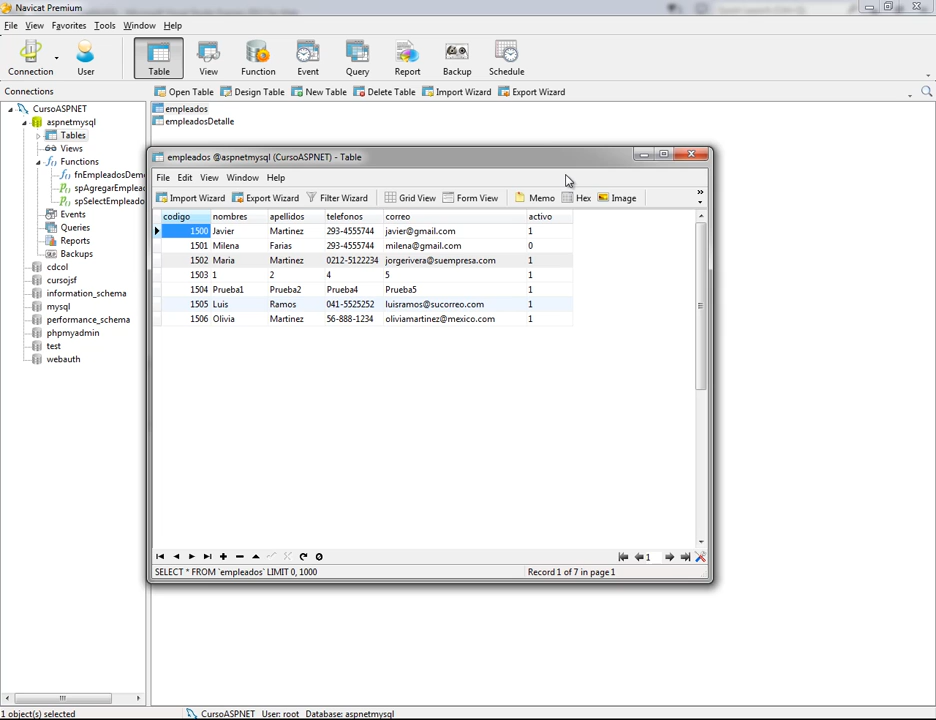 Navicat Premium
File View Favorites Tools Window Help
Connection User Table View Function Event Query Report Backup Schedule
Connections Open Table Design Table New Table Delete Table Import Wizard Export Wizard
CursoASPNET
aspnetmysql
Tables
Views
Functions
fnEmpleadosDem
spAgregarEmplea
spSelectEmplead
Events
Queries
Reports
Backups
cdcol
cursojsf
information_schema
mysql
performance_schema
phpmyadmin
test
webauth
empleados
empleadosDetalle
empleados @aspnetmysql (CursoASPNET) - Table
File Edit View Window Help
Import Wizard Export Wizard Filter Wizard Grid View Form View Memo Hex Image
codigo nombres apellidos telefonos correo activo
1500 Javier Martinez 293-4555744 javier@gmail.com 1
1501 Milena Farias 293-4555744 milena@gmail.com 0
1502 Maria Martinez 0212-5122234 jorgerivera@suempresa.com 1
1503 1 2 4 5 1
1504 Prueba1 Prueba2 Prueba4 Prueba5 1
1505 Luis Ramos 041-5525252 luisramos@sucorreo.com 1
1506 Olivia Martinez 56-888-1234 oliviamartinez@mexico.com 1
1
SELECT * FROM `empleados` LIMIT 0, 1000 Record 1 of 7 in page 1
1 object(s) selected CursoASPNET User: root Database: aspnetmysql